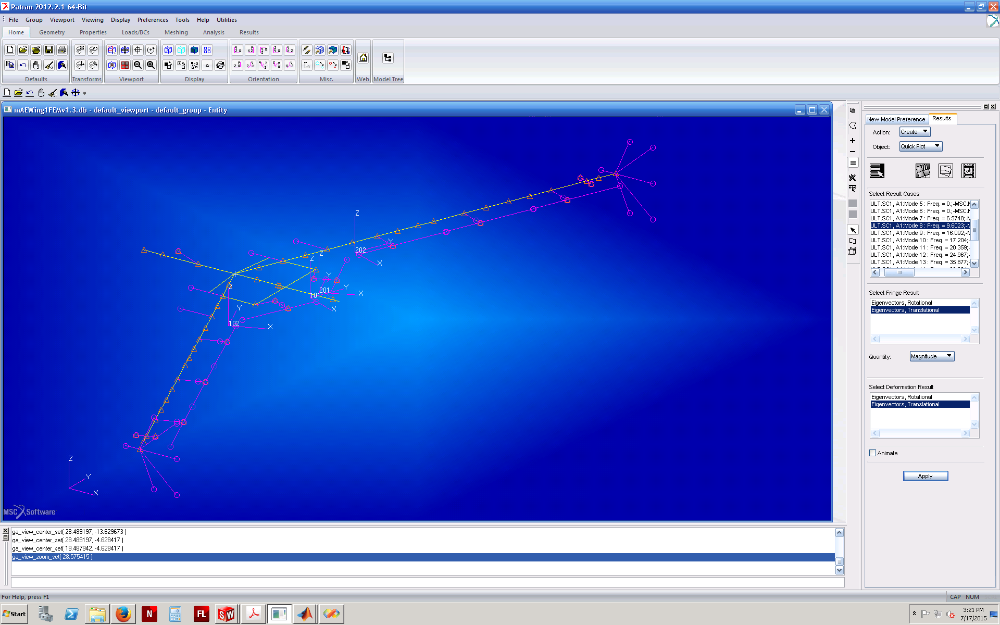 Patran 2012.2.1 64-Bit
File Group Viewport Viewing Display Preferences Tools Help Utilities
Home Geometry Properties Loads/BCs Meshing Analysis Results
Defaults Transforms Viewport Display Orientation Misc. Web Model Tree
mAEWing1FEMv1.3.db - default_viewport - default_group - Entity
New Model Preference Results
Action: Create
Object: Quick Plot
Select Result Cases
ULT.SC1, A1:Mode 5 : Freq. = 0.;-MSC.N
ULT.SC1, A1:Mode 6 : Freq. = 0.;-MSC.N
ULT.SC1, A1:Mode 7 : Freq. = 6.5748;-M
ULT.SC1, A1:Mode 8 : Freq. = 9.6023;-M
ULT.SC1, A1:Mode 9 : Freq. = 16.092;-M
ULT.SC1, A1:Mode 10 : Freq. = 17.204;-
ULT.SC1, A1:Mode 11 : Freq. = 20.359;-
ULT.SC1, A1:Mode 12 : Freq. = 24.967;-
ULT.SC1, A1:Mode 13 : Freq. = 35.877;-
Select Fringe Result
Eigenvectors, Rotational
Eigenvectors, Translational
Quantity: Magnitude
Select Deformation Result
Eigenvectors, Rotational
Eigenvectors, Translational
Animate
Apply
Z
Y
202
X
Z Z
Y
Y
201
X
101
X
Z
Y
102
X
Z
Y
X
MSC Software
ga_view_center_set( 28.489197, -13.629673 )
ga_view_center_set( 28.489197, -4.628417 )
ga_view_center_set( 19.487942, -4.628417 )
ga_view_zoom_set( 28.575415 )
For Help, press F1
CAP NUM
Start
N
FL
SW
3:21 PM
7/17/2015